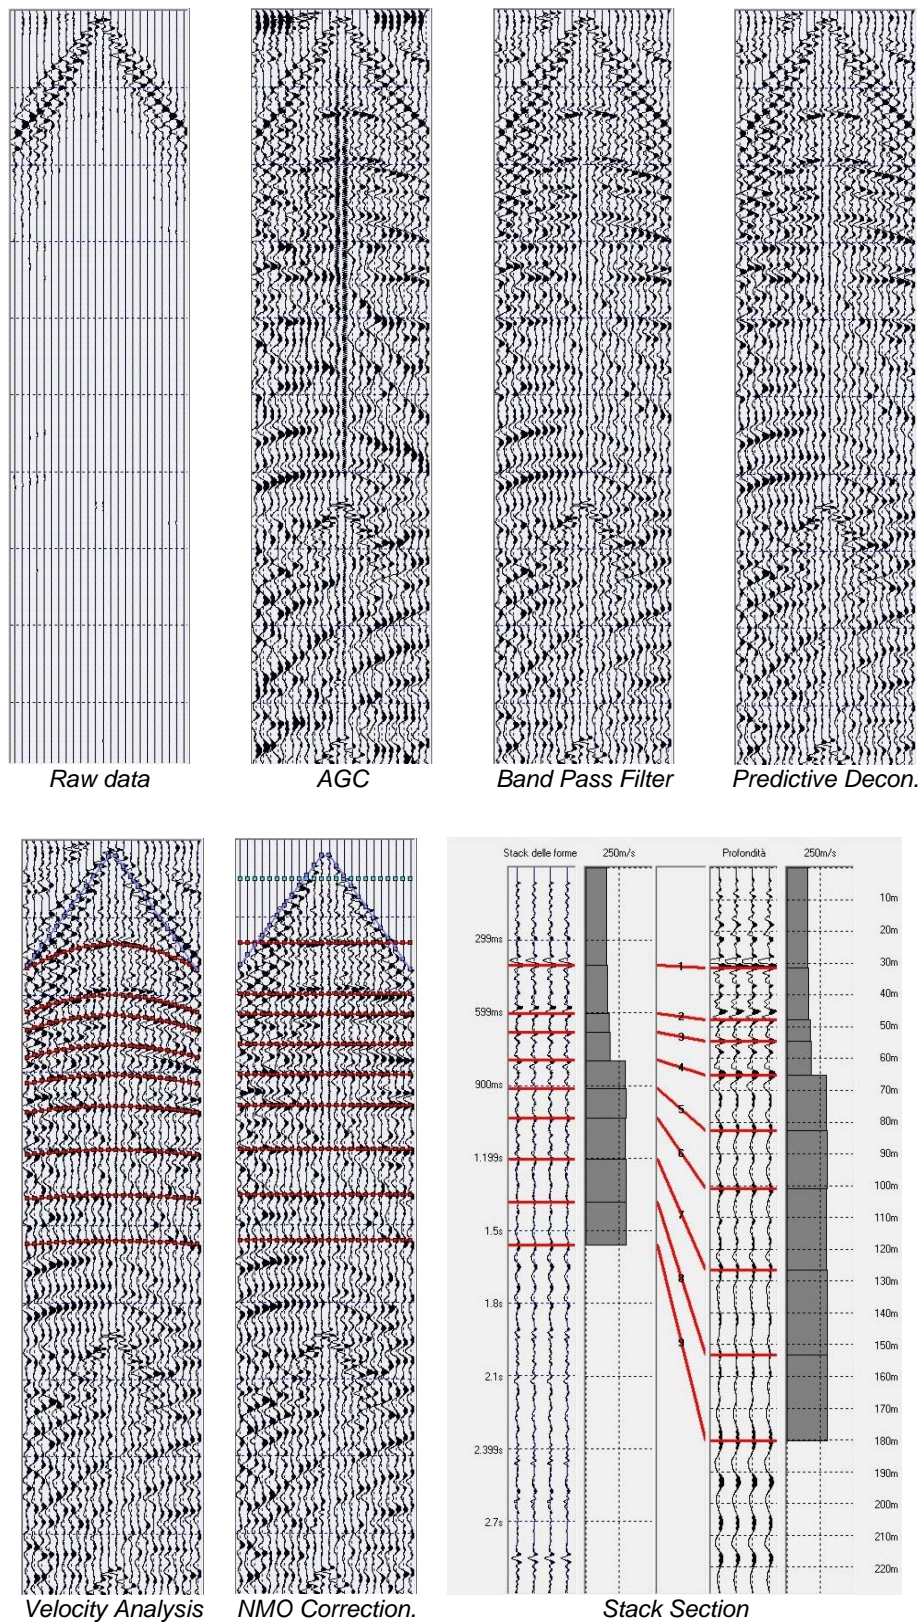 Raw data
AGC
Band Pass Filter
Predictive Decon.
Stack delle forme
250m/s
Profondità
250m/s
299ms
599ms
900ms
1.199s
1.5s
1.8s
2.1s
2.399s
2.7s
1
2
3
4
5
6
7
8
9
10m
20m
30m
40m
50m
60m
70m
80m
90m
100m
110m
120m
130m
140m
150m
160m
170m
180m
190m
200m
210m
220m
Velocity Analysis
NMO Correction.
Stack Section